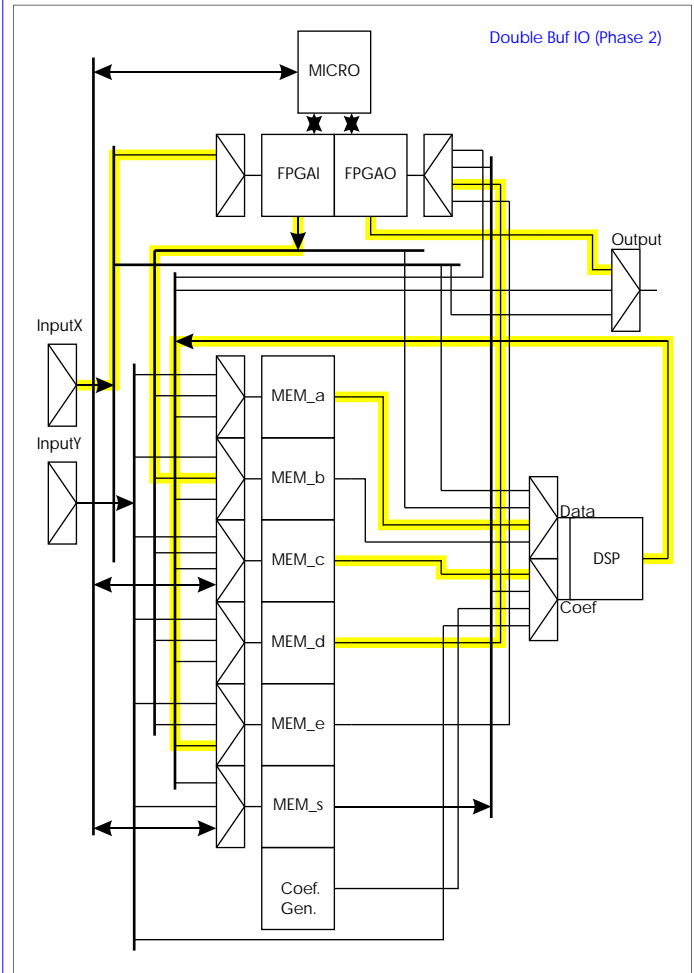 Double Buf IO (Phase 2)
MICRO
FPGAI
FPGAO
Output
InputX
MEM_a
InputY
MEM_b
Data
MEM_c
DSP
Coef
MEM_d
MEM_e
MEM_s
Coef.
Gen.